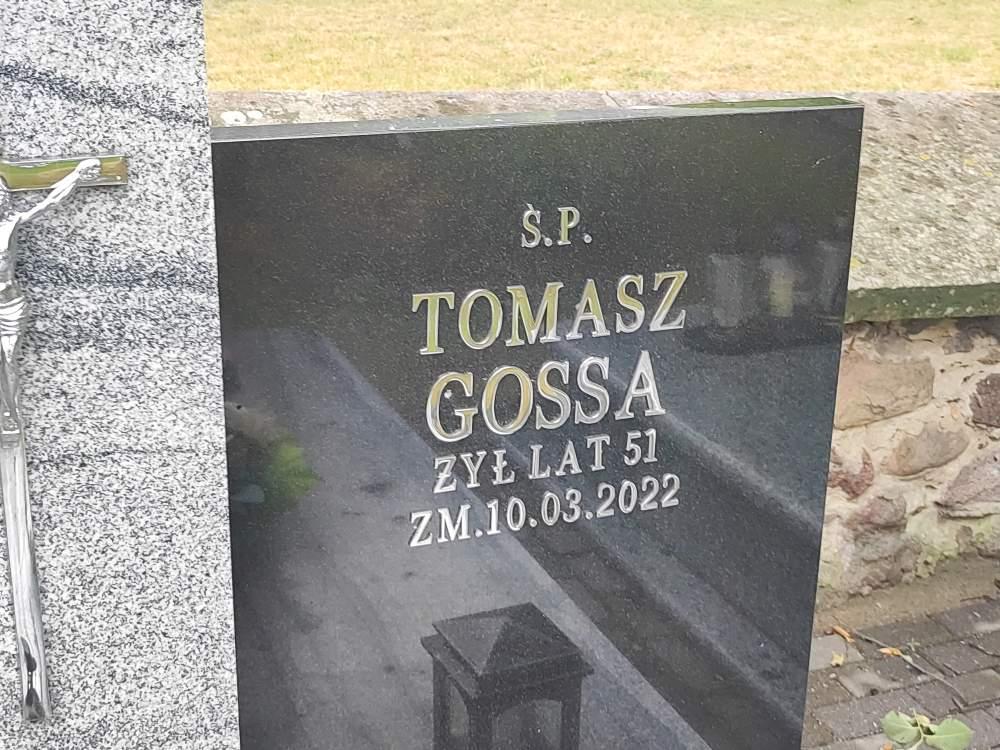 Ś.P.
TOMASZ
GOSSA
ŻYŁ LAT 51
ZM.10.03.2022